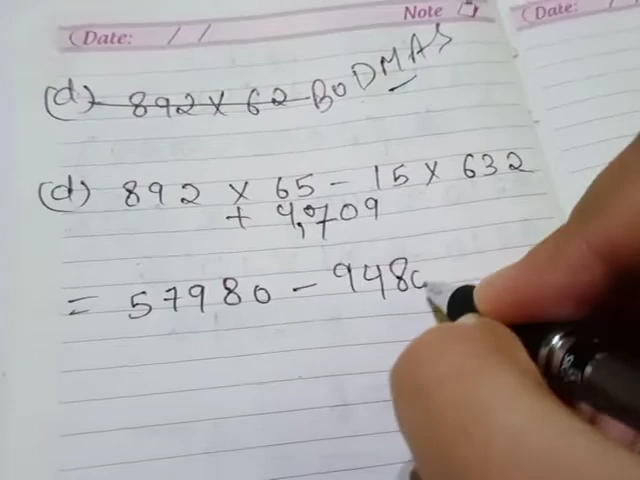 Note
(Date: / / (Date: /
(d) 892 x 62 BODMAS
(d) 892 x 65 - 15 x 632
+ 4,709
= 57980 - 948